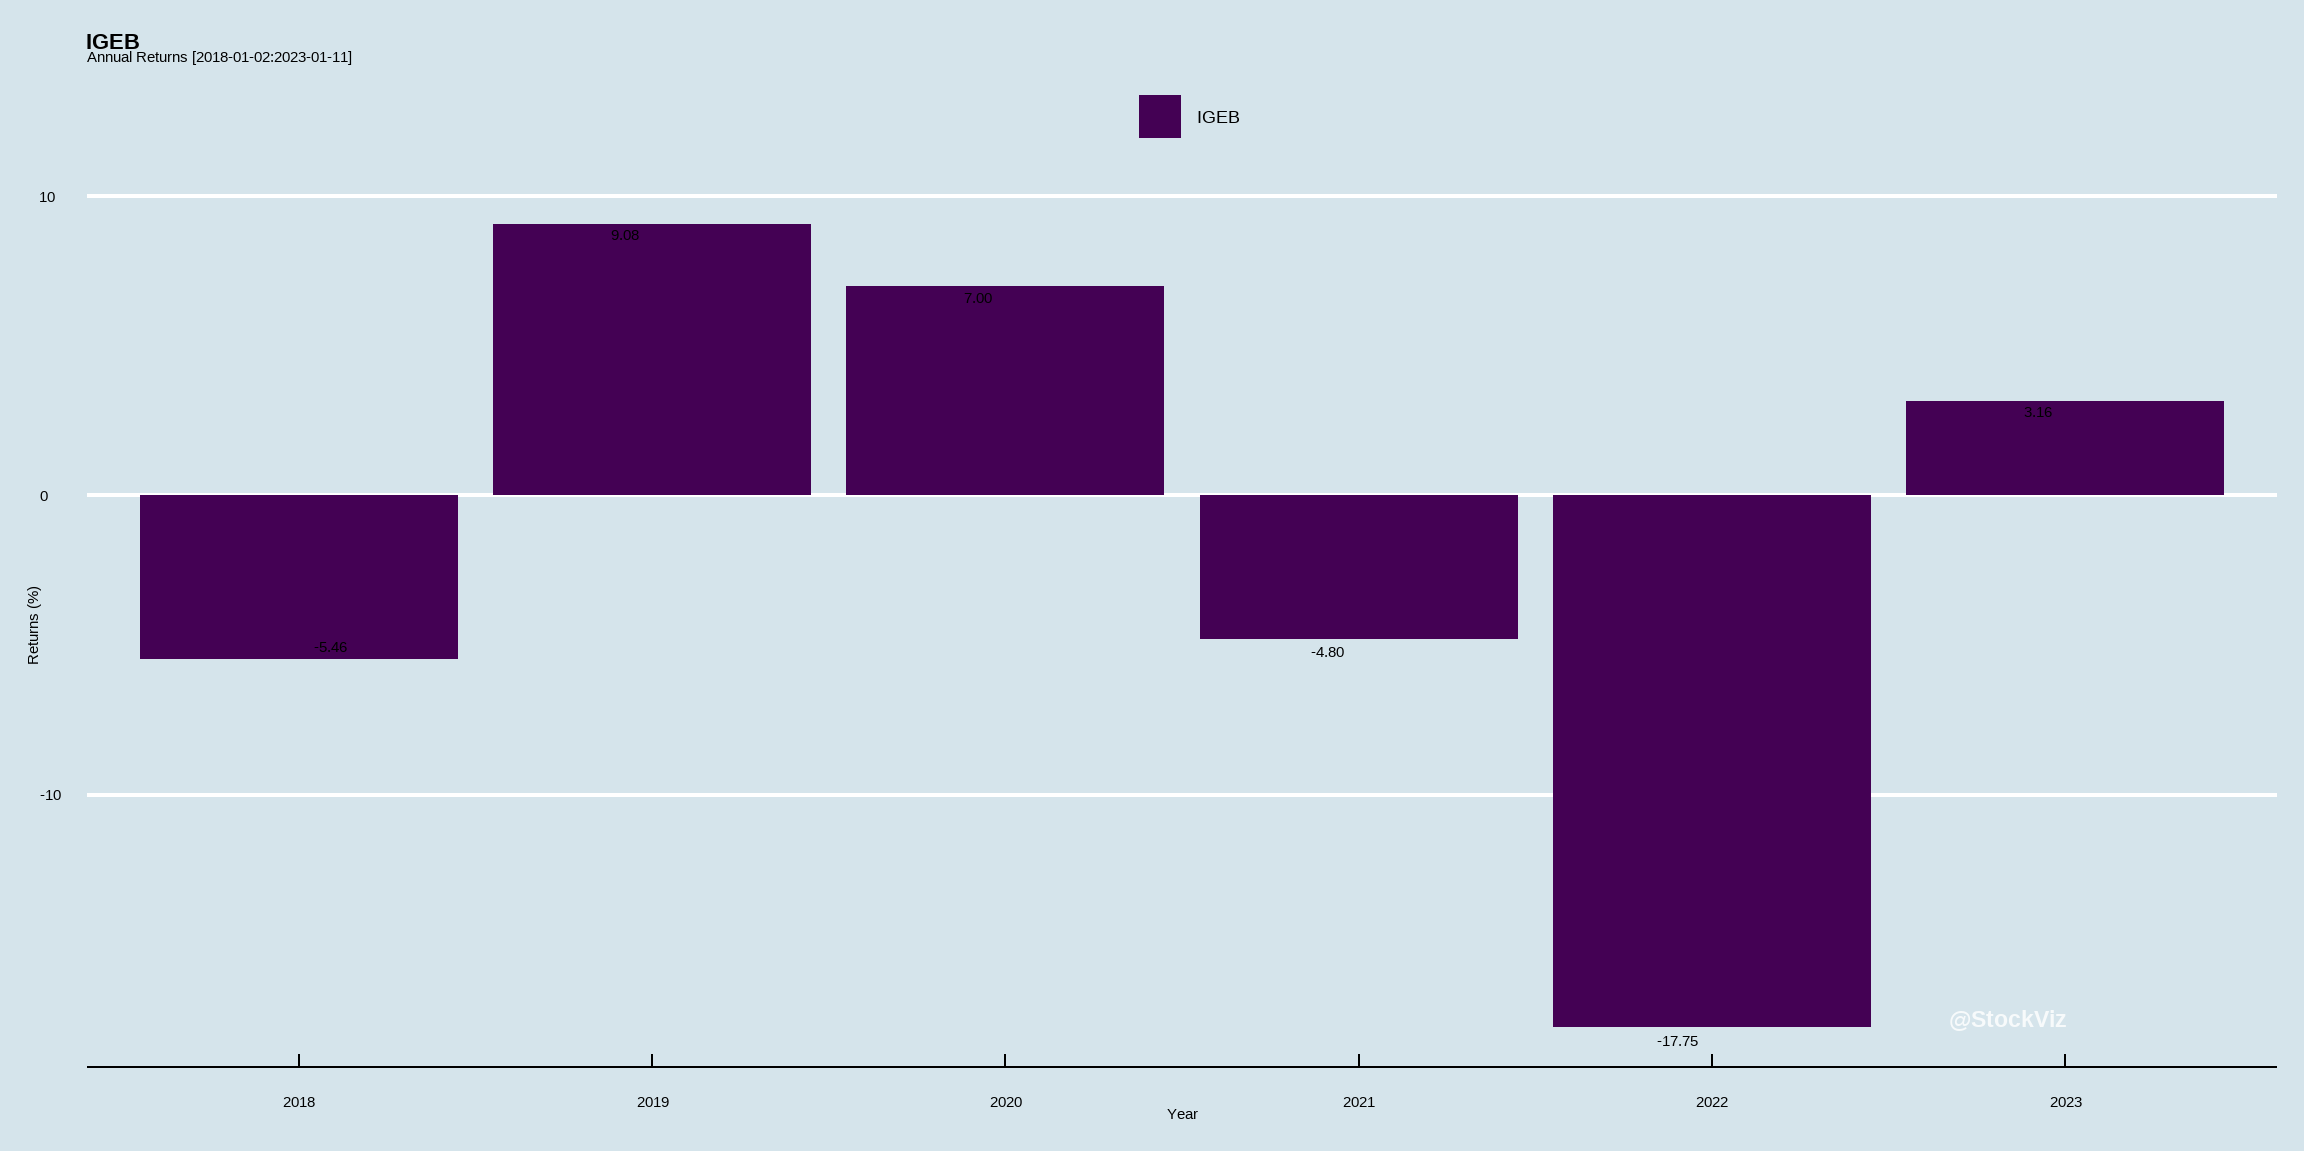 IGEB
Annual Returns [2018-01-02:2023-01-11]
IGEB
10
9.08
7.00
3.16
0
Returns (%)
-5.46
-4.80
-10
@StockViz
-17.75
2018
2019
2020
2021
2022
2023
Year